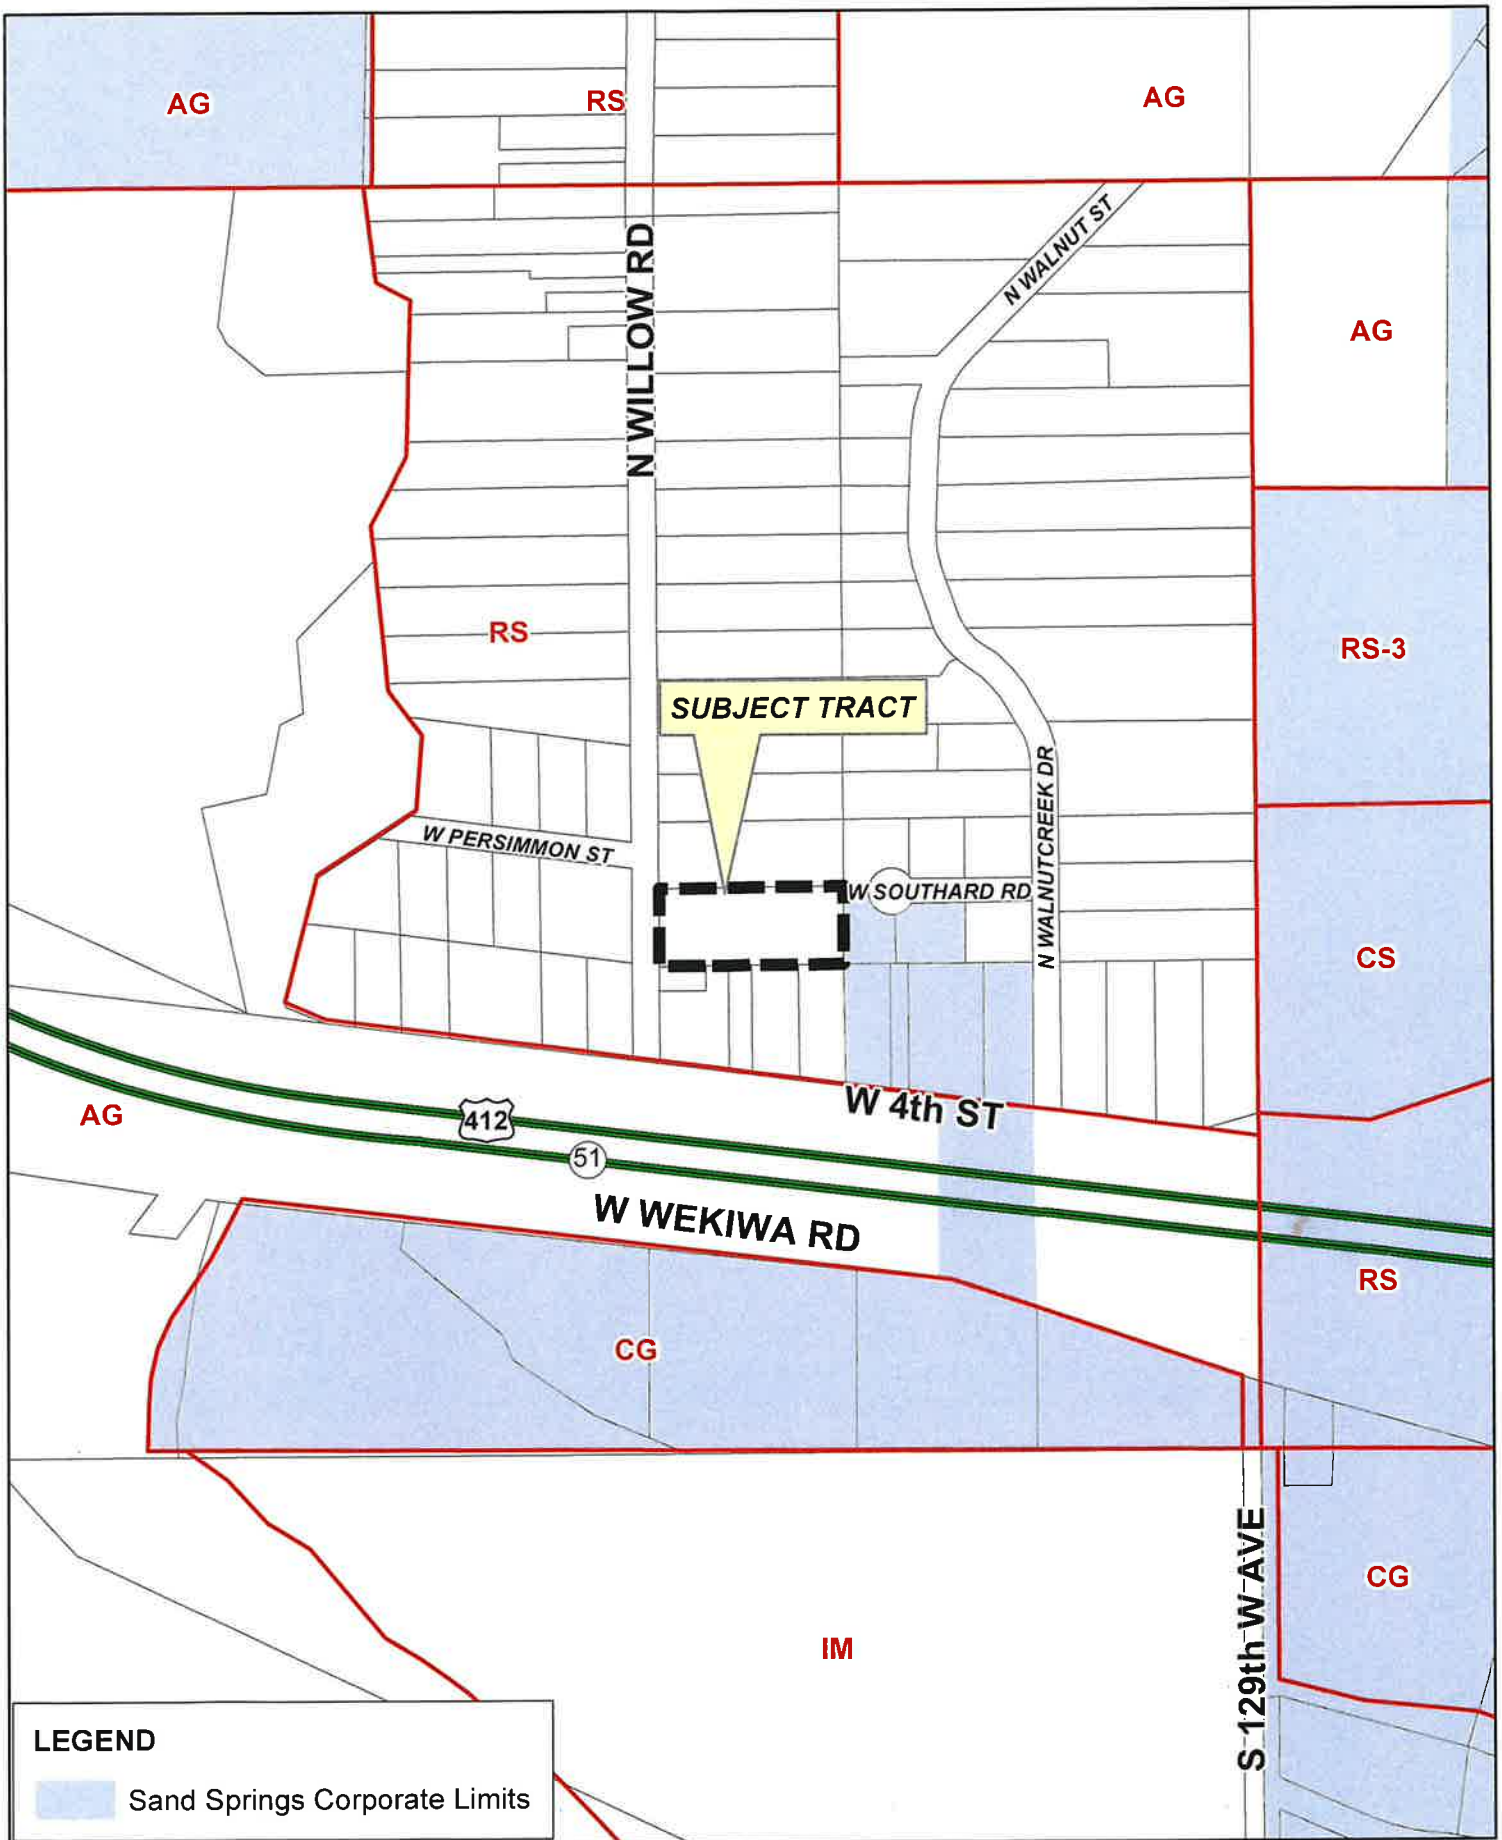 AG
RS
AG
N WALNUT ST
N WILLOW RD
AG
RS
RS-3
SUBJECT TRACT
N WALNUTCREEK DR
W PERSIMMON ST
W SOUTHARD RD
CS
W 4th ST
AG
412
51
W WEKIWA RD
RS
CG
S 129th W AVE
CG
IM
LEGEND
Sand Springs Corporate Limits